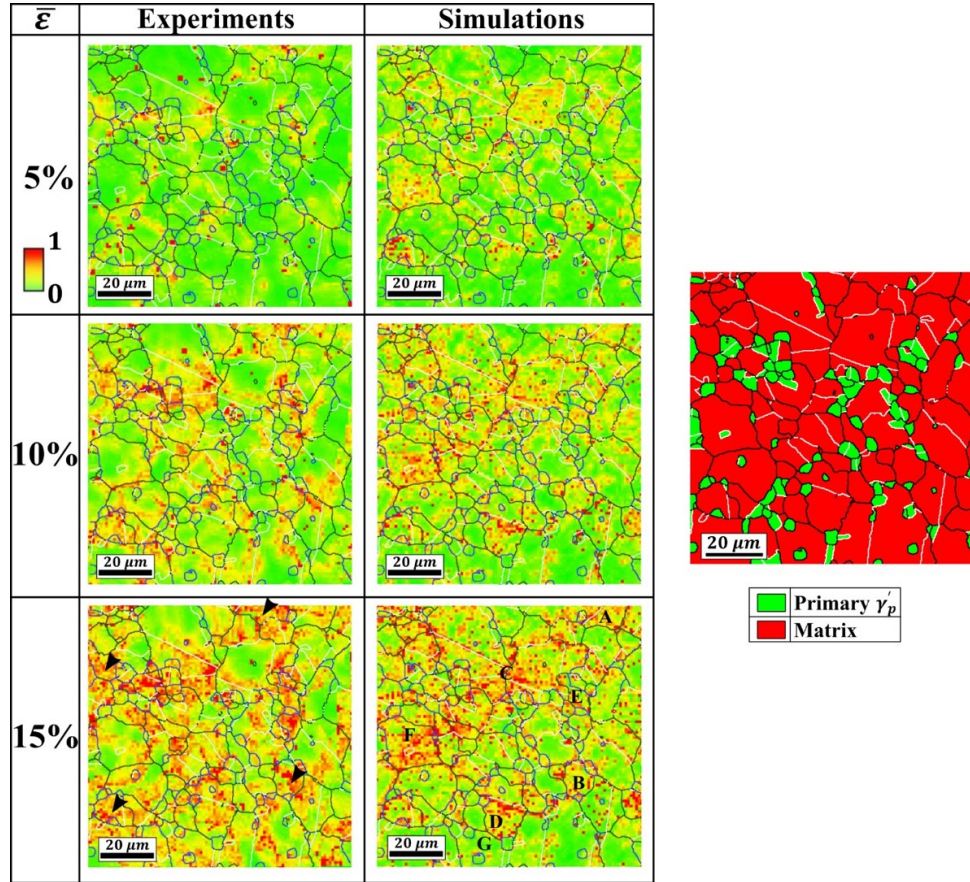 ε̅ Experiments Simulations
5%
1
0
20 μm
20 μm
10%
20 μm
20 μm
15%
A
C
E
F
B
D
G
20 μm
20 μm
20 μm
Primary γ′p
Matrix